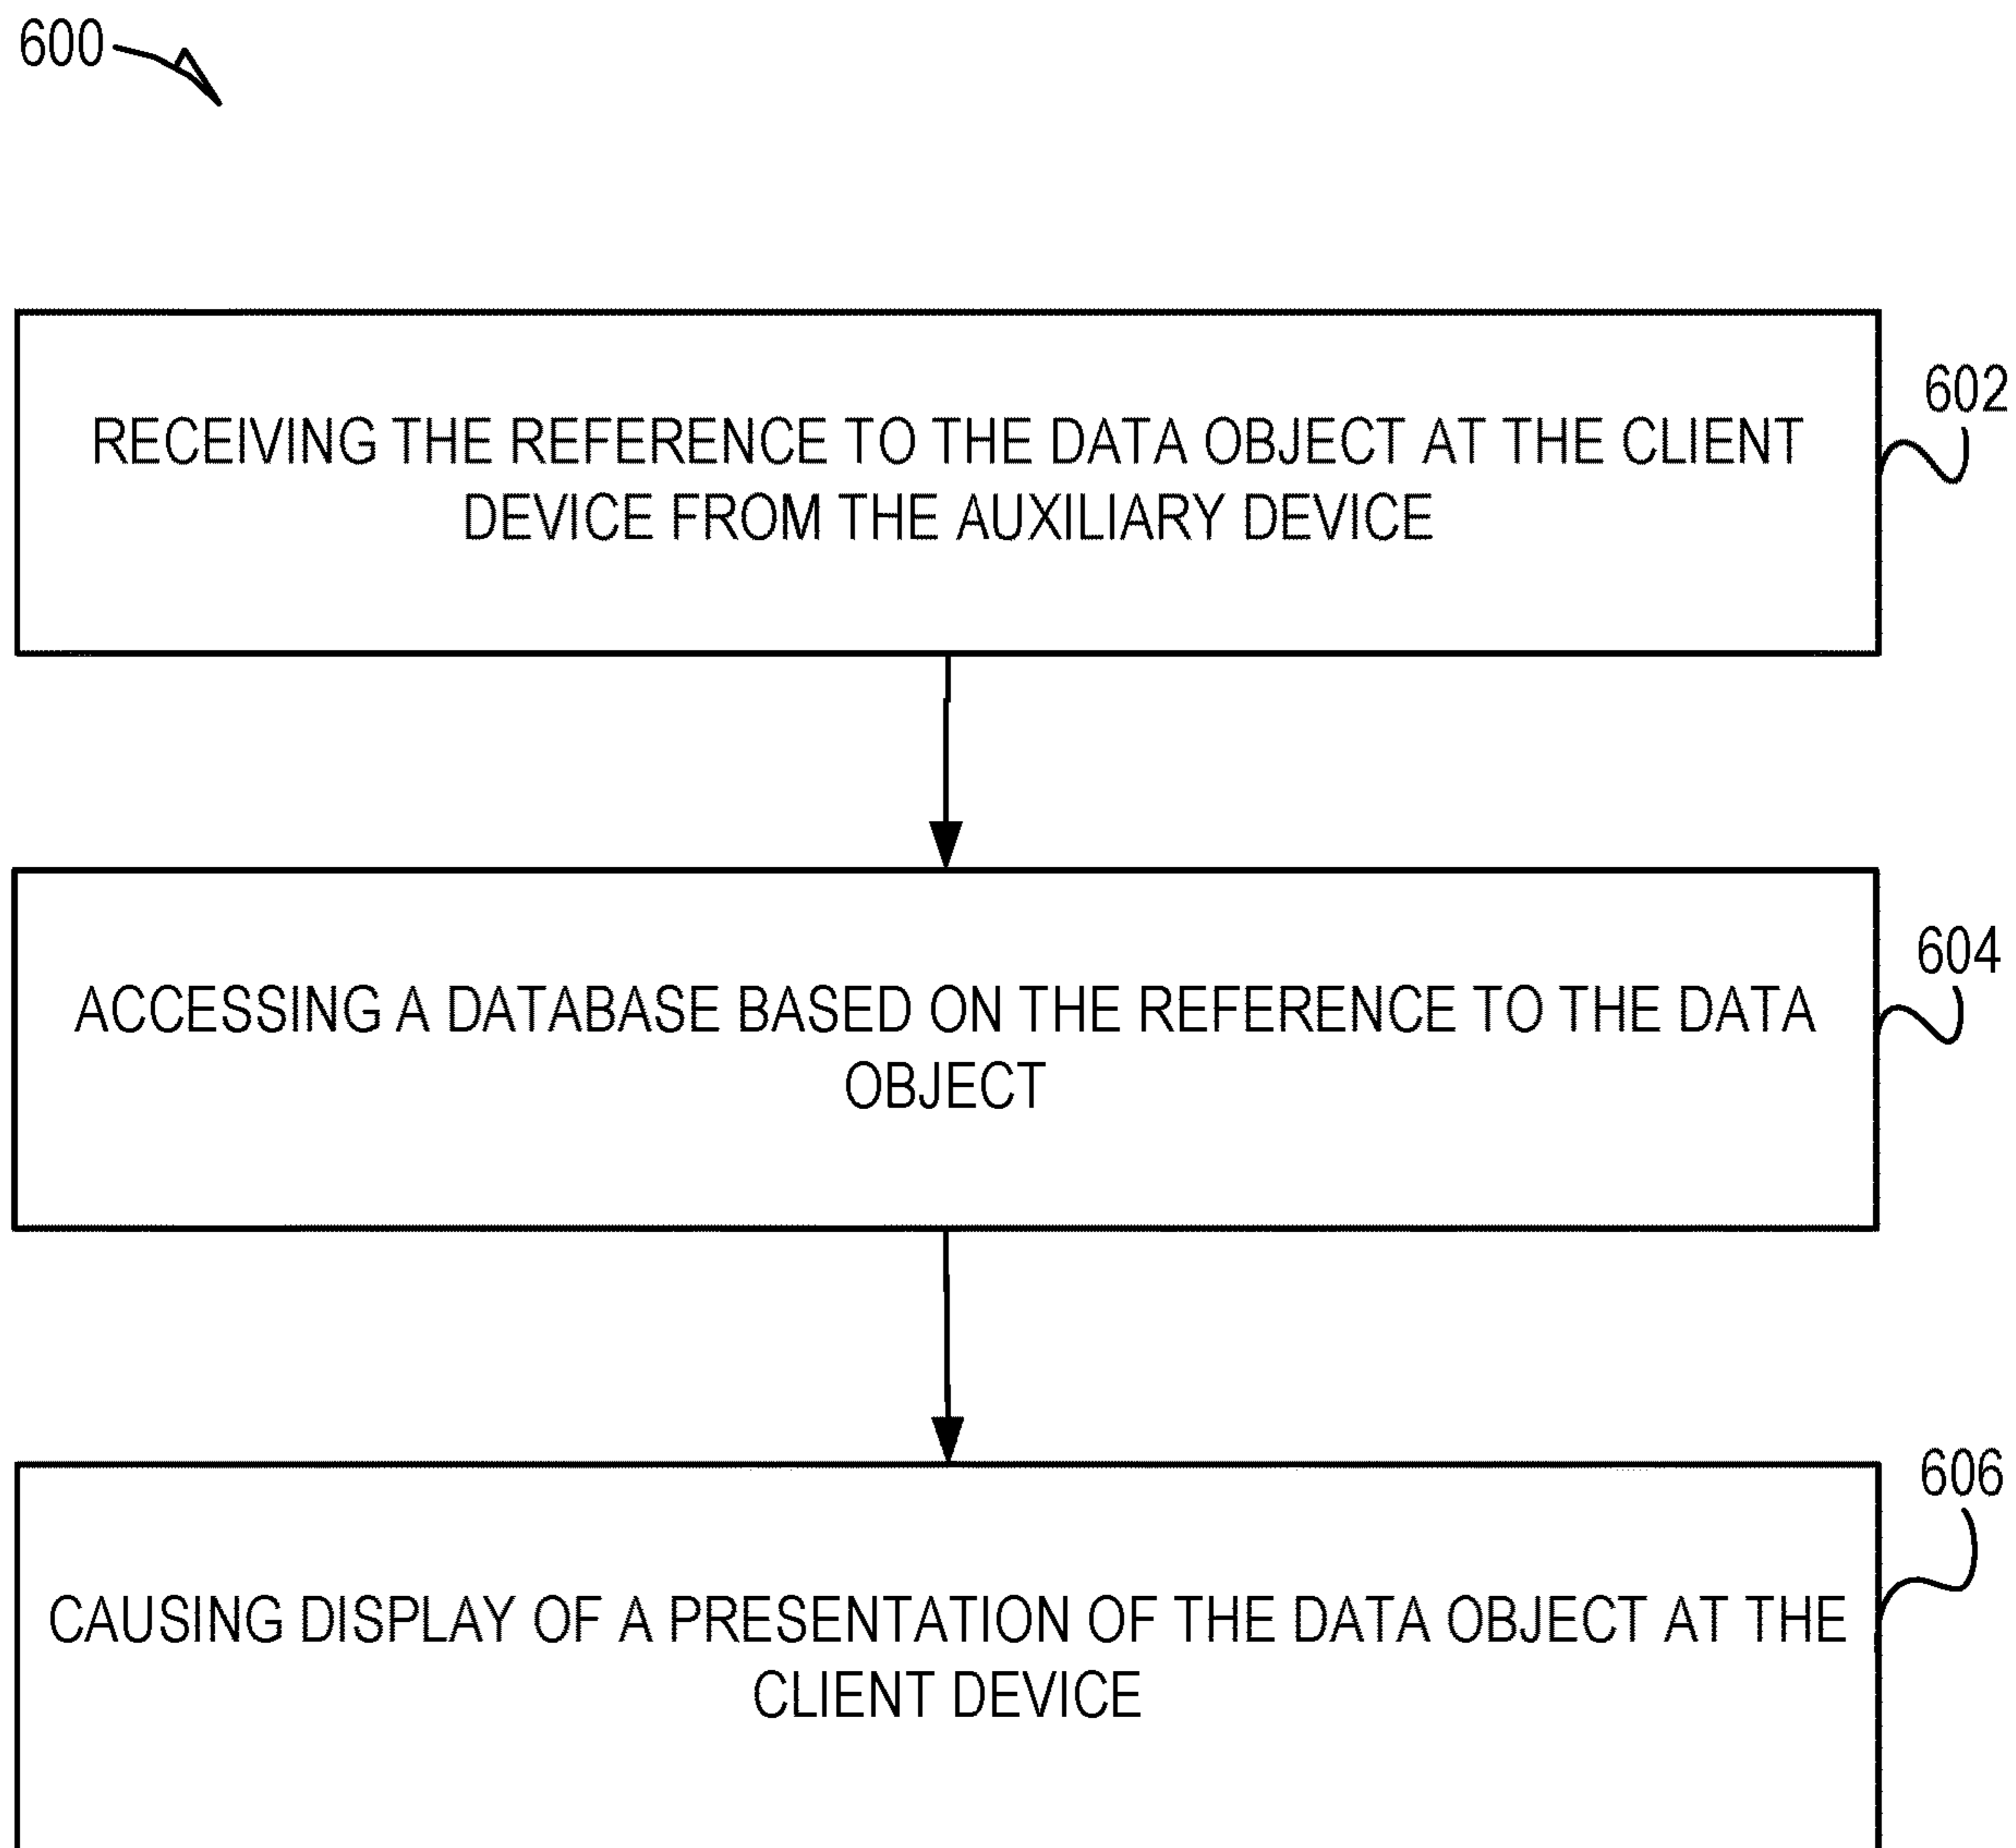 600
602
RECEIVING THE REFERENCE TO THE DATA OBJECT AT THE CLIENT
DEVICE FROM THE AUXILIARY DEVICE
604
ACCESSING A DATABASE BASED ON THE REFERENCE TO THE DATA
OBJECT
606
CAUSING DISPLAY OF A PRESENTATION OF THE DATA OBJECT AT THE
CLIENT DEVICE